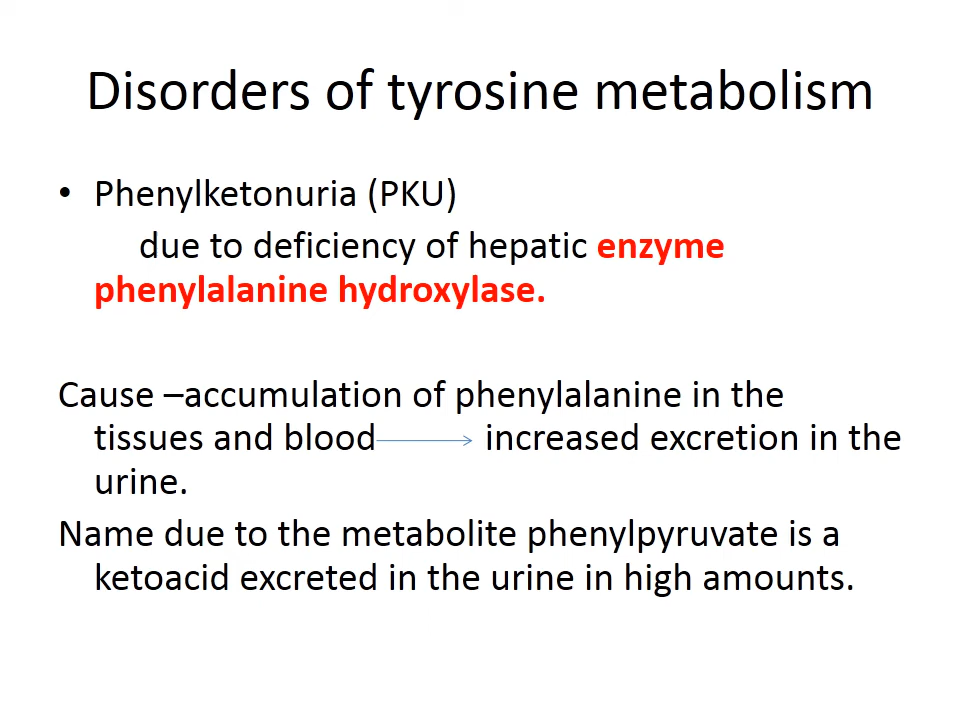 Disorders of tyrosine metabolism
• Phenylketonuria (PKU)
due to deficiency of hepatic enzyme
phenylalanine hydroxylase.
Cause –accumulation of phenylalanine in the
tissues and blood increased excretion in the
urine.
Name due to the metabolite phenylpyruvate is a
ketoacid excreted in the urine in high amounts.